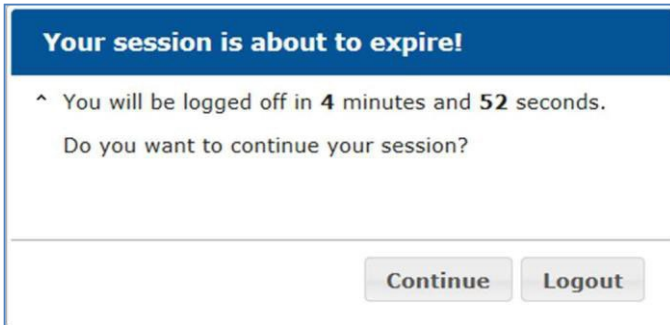 Your session is about to expire!
^ You will be logged off in 4 minutes and 52 seconds.
Do you want to continue your session?
Continue Logout